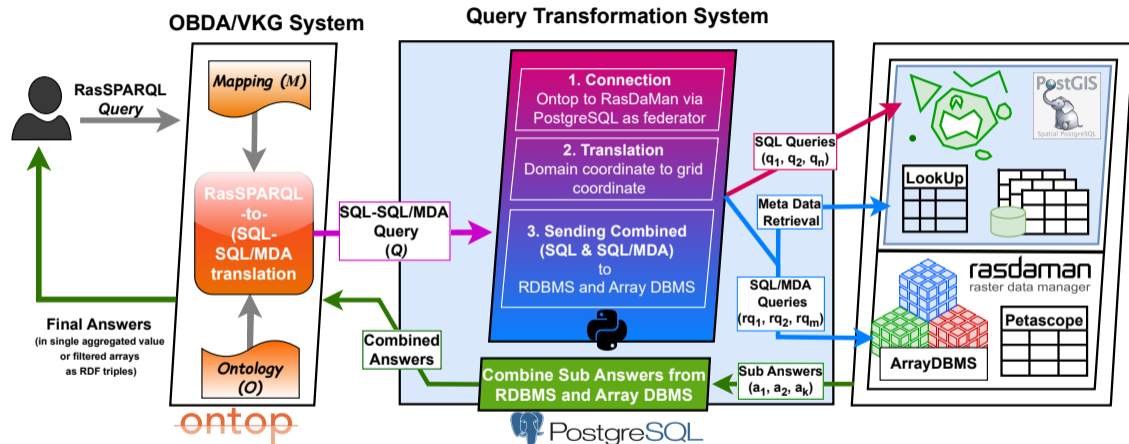 OBDA/VKG System
Query Transformation System
RasSPARQL
Query
Mapping (M)
RasSPARQL
-to-
(SQL-
SQL/MDA
translation
Ontology
(O)
ontop
SQL-SQL/MDA
Query
(Q)
1. Connection
Ontop to RasDaMan via
PostgreSQL as federator
2. Translation
Domain coordinate to grid
coordinate
3. Sending Combined
(SQL & SQL/MDA)
to
RDBMS and Array DBMS
SQL Queries
(q1, q2, qn)
Meta Data
Retrieval
SQL/MDA
Queries
(rq1, rq2, rqm)
PostGIS
Spatial PostgreSQL
LookUp
rasdaman
raster data manager
Petascope
ArrayDBMS
Sub Answers
(a1, a2, ak)
Combine Sub Answers from
RDBMS and Array DBMS
PostgreSQL
Combined
Answers
Final Answers
(in single aggregated value
or filtered arrays
as RDF triples)